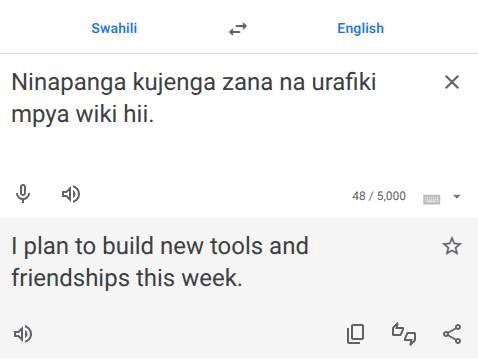 Swahili English
Ninapanga kujenga zana na urafiki
mpya wiki hii.
48 / 5,000
I plan to build new tools and
friendships this week.